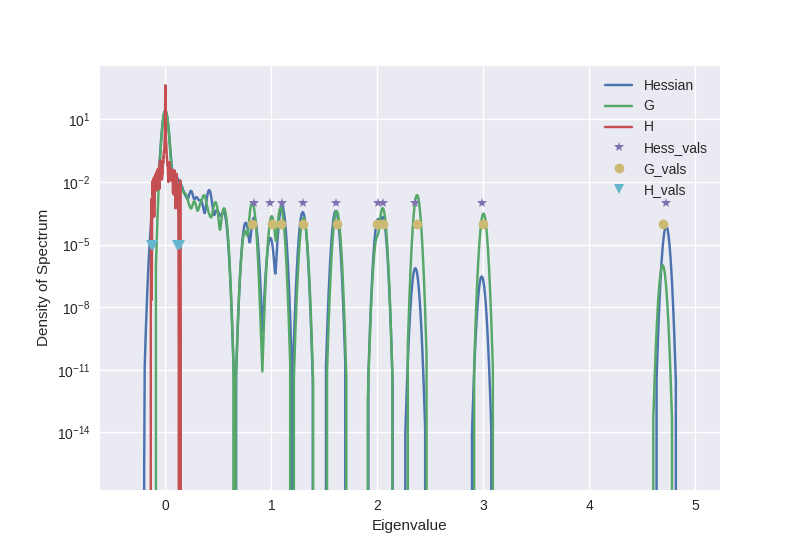 Hessian
G
H
Hess_vals
G_vals
H_vals
10^1
10^−2
10^−5
10^−8
10^−11
10^−14
Density of Spectrum
0 1 2 3 4 5
Eigenvalue